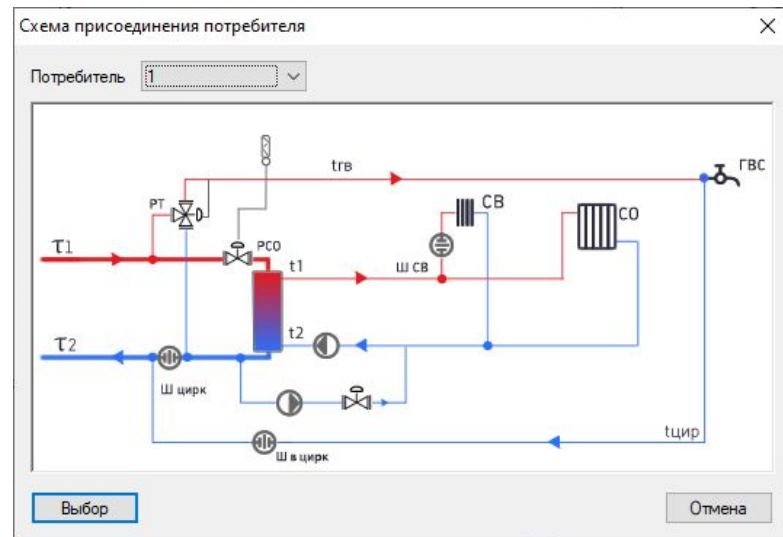 Схема присоединения потребителя
Потребитель 1
tгв
ГВС
РТ
СВ
СО
τ1
РСО
t1
Ш СВ
t2
τ2
Ш цирк
tцир
Ш в цирк
Выбор
Отмена